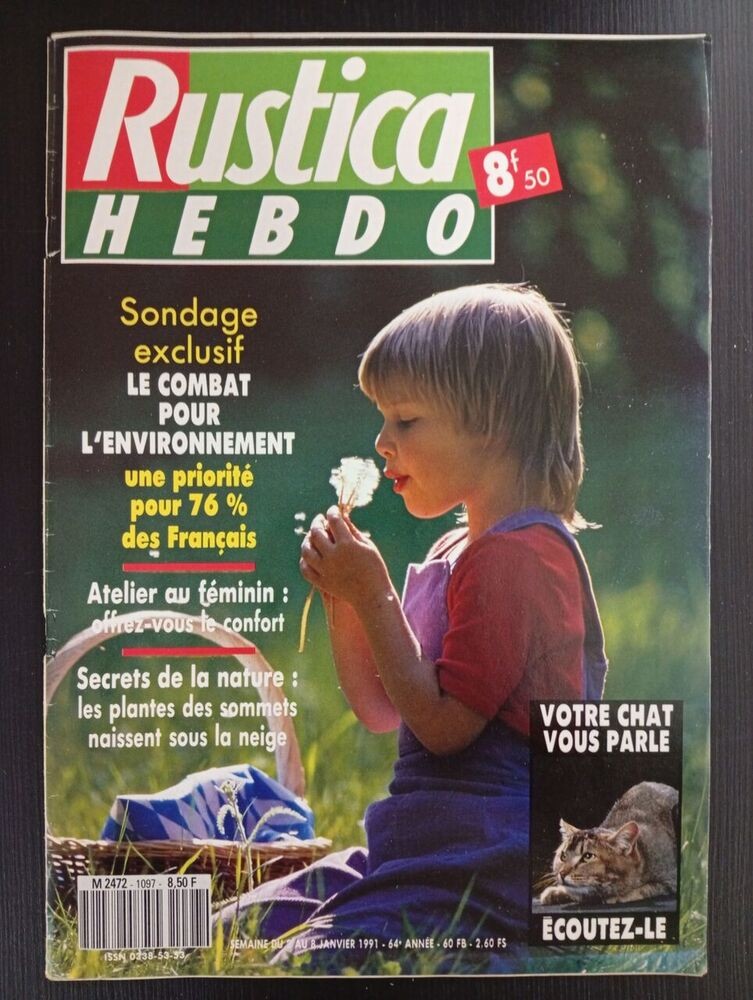 Rustica
HEBDO
8f 50
Sondage
exclusif
LE COMBAT
POUR
L'ENVIRONNEMENT
une priorité
pour 76 %
des Français
Atelier au féminin :
offrez-vous le confort
Secrets de la nature :
les plantes des sommets
naissent sous la neige
VOTRE CHAT
VOUS PARLE
ÉCOUTEZ-LE
M 2472 - 1097 - 8,50 F
ISSN 0338-53-53
SEMAINE DU AU 8 JANVIER 1991 - 64e ANNÉE - 60 FB - 2.60 FS